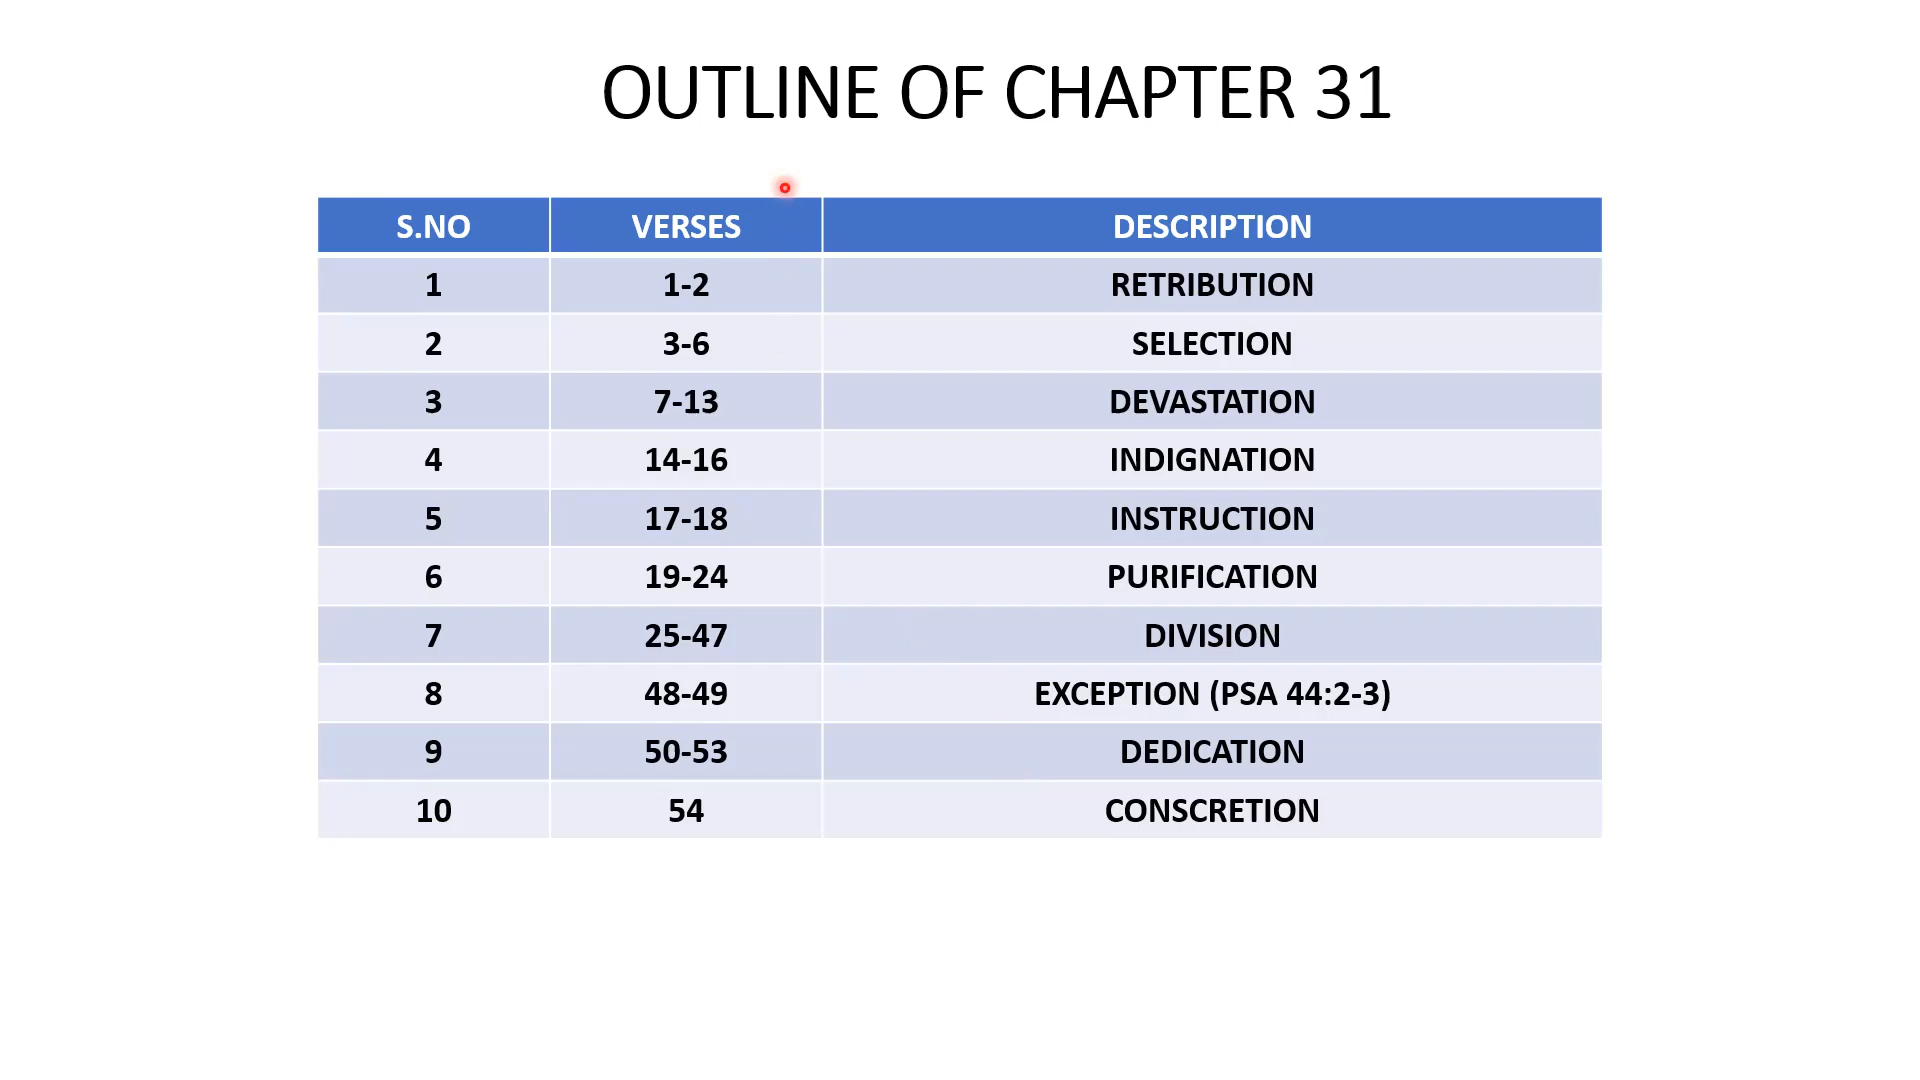 OUTLINE OF CHAPTER 31
S.NO VERSES DESCRIPTION
1 1-2 RETRIBUTION
2 3-6 SELECTION
3 7-13 DEVASTATION
4 14-16 INDIGNATION
5 17-18 INSTRUCTION
6 19-24 PURIFICATION
7 25-47 DIVISION
8 48-49 EXCEPTION (PSA 44:2-3)
9 50-53 DEDICATION
10 54 CONSCRETION